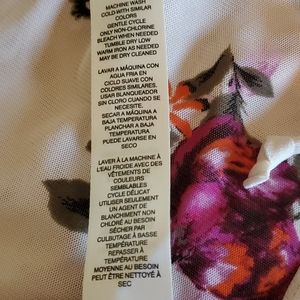 MACHINE WASH
COLD-WITH SIMILAR
COLORS
GENTLE CYCLE
ONLY NON-CHLORINE
BLEACH WHEN NEEDED
TUMBLE DRY LOW
WARM IRON AS NEEDED
MAY BE DRY CLEANED
LAVAR A MÁQUINA CON
AGUA FRIA EN
CICLO SUAVE CON
COLORES SIMILARES.
USAR BLANQUEADOR
SIN CLORO CUANDO SE
NECESITE.
SECAR A MÁQUINA A
BAJA TEMPERATURA
PLANCHAR A BAJA
TEMPERATURA
PUEDE LAVARSE EN
SECO
LAVER À LA MACHINE À
L'EAU FROIDE AVEC DES
VÊTEMENTS DE
COULEURS
SEMBLABLES
CYCLE DÉLICAT
UTILISER SEULEMENT
UN AGENT DE
BLANCHIMENT NON
CHLORÉ AU BESOIN
SÉCHER PAR
CULBUTAGE À BASSE
TEMPÉRATURE
REPASSER À
TEMPÉRATURE
MOYENNE AU BESOIN
PEUT ÊTRE NETTOYÉ À
SEC